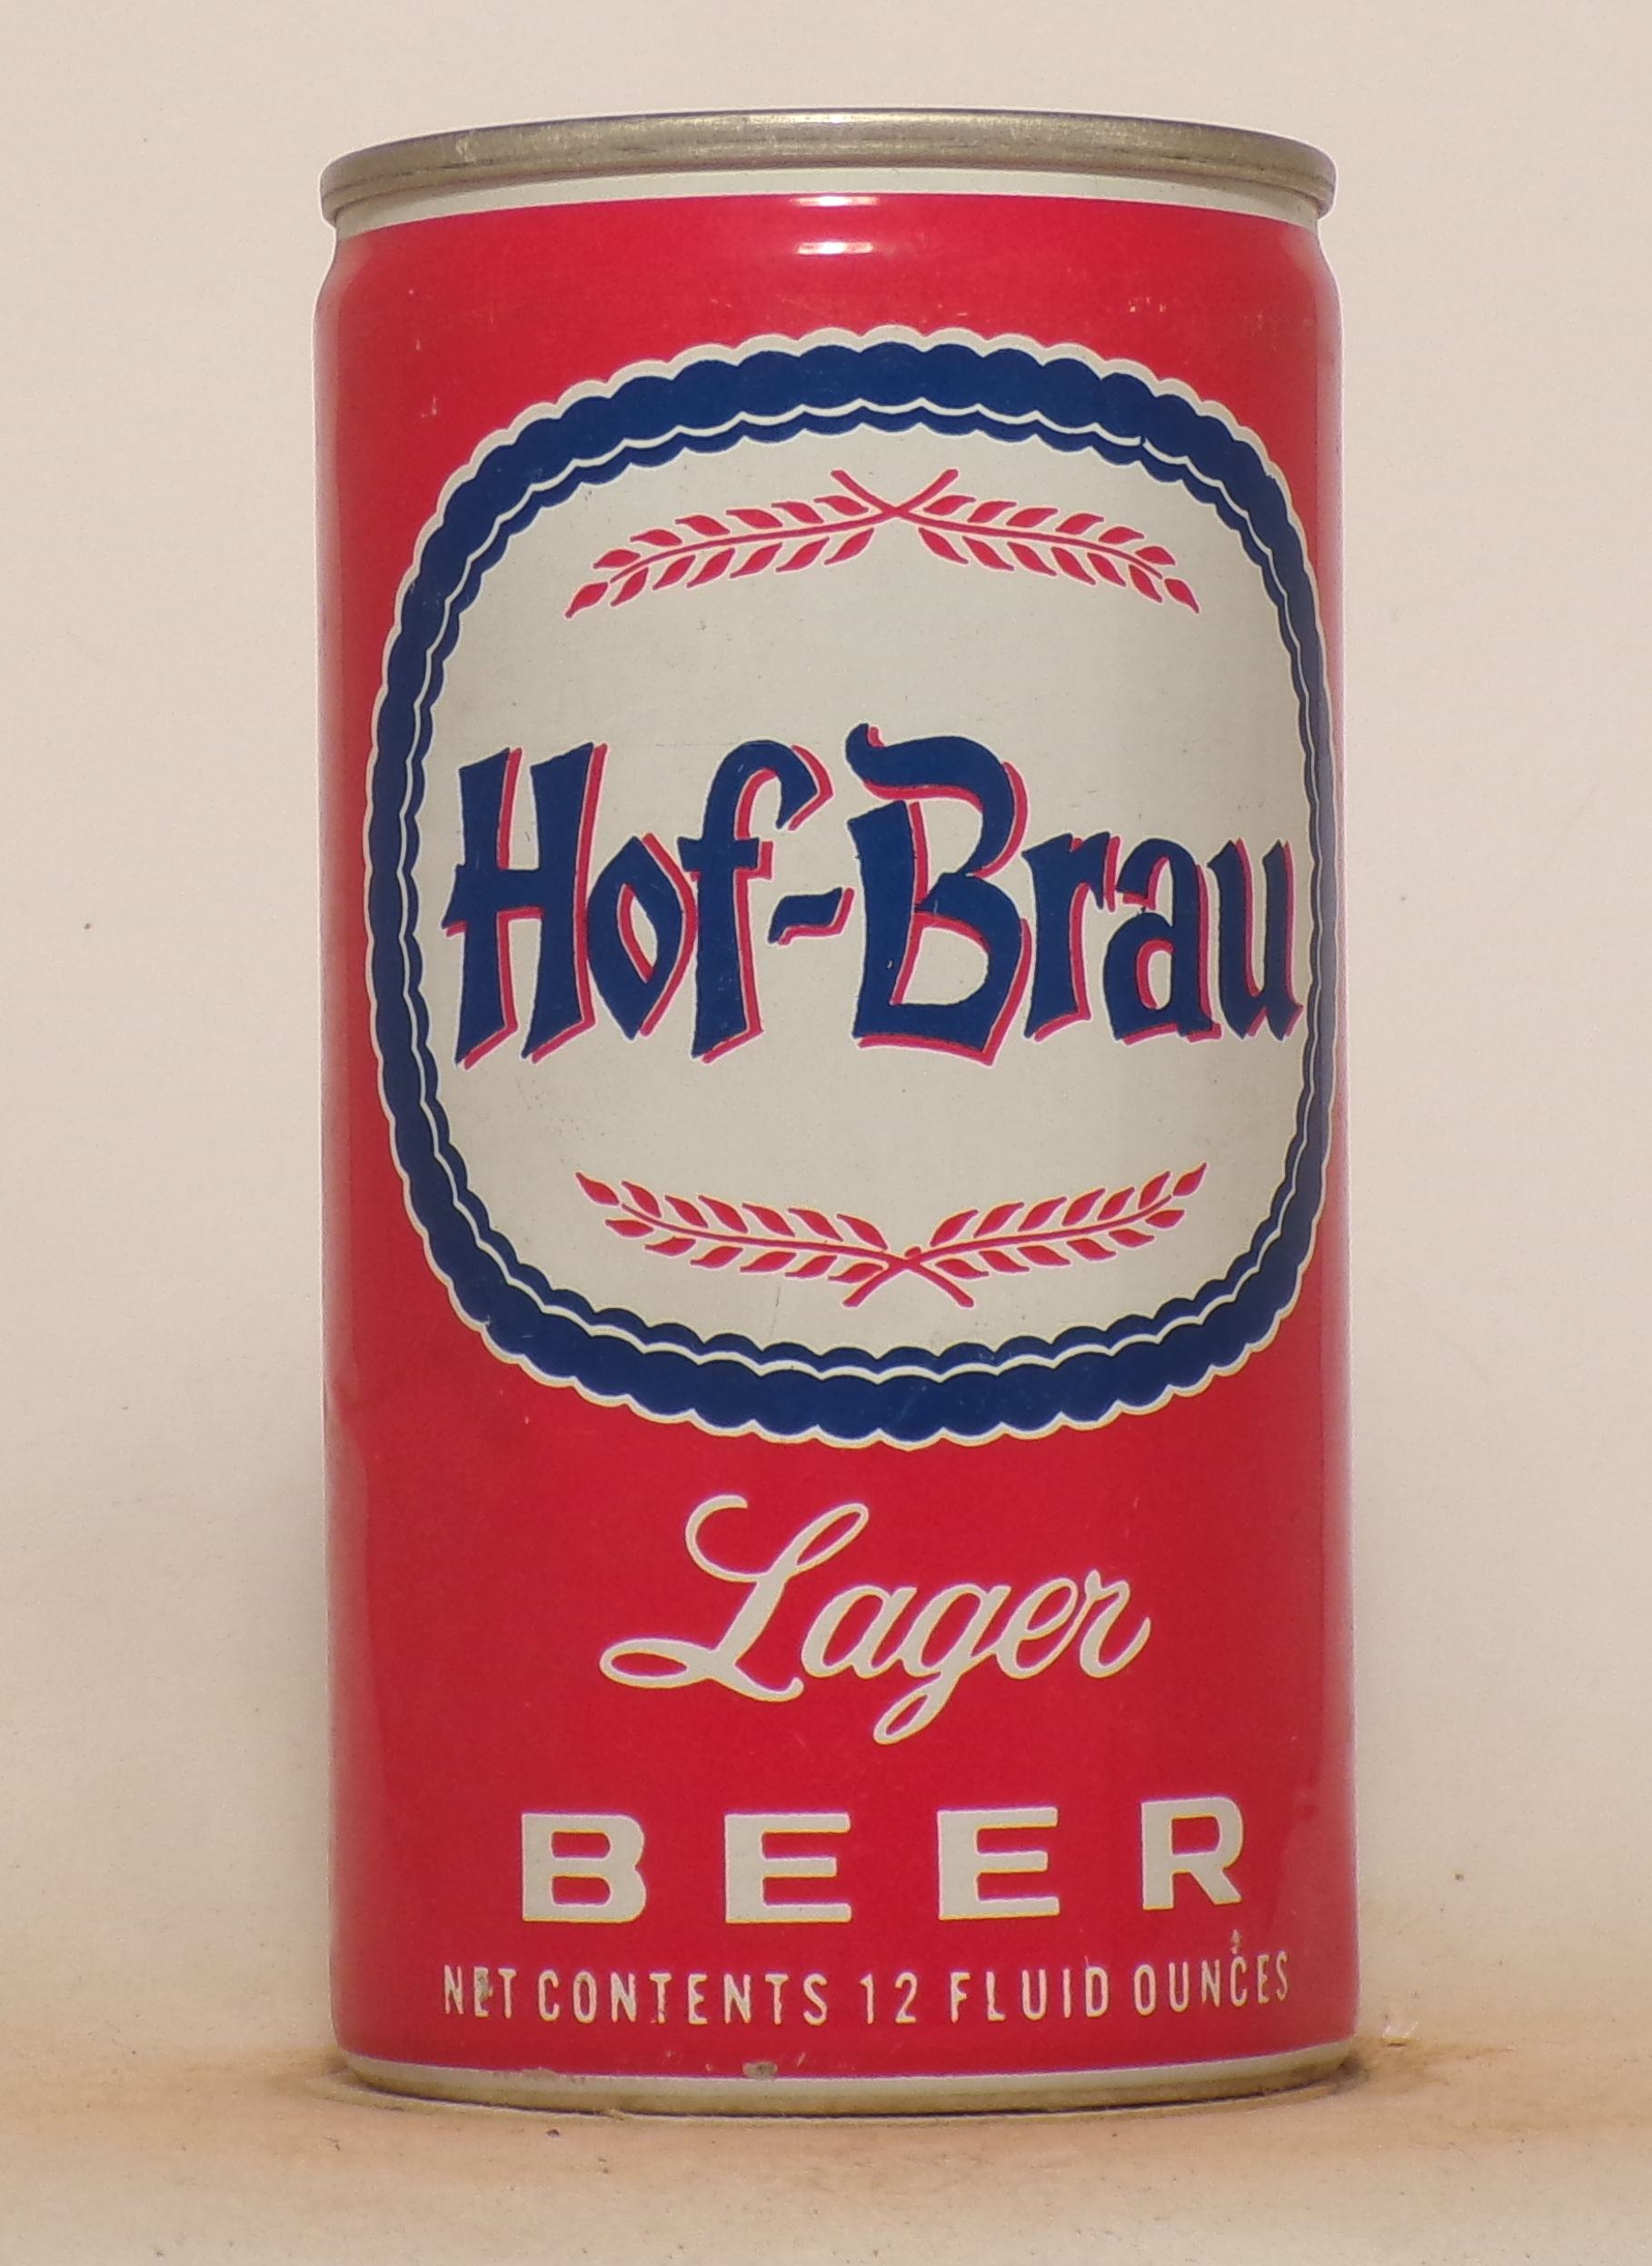 Hof-Brau
Lager
BEER
NET CONTENTS 12 FLUID OUNCES